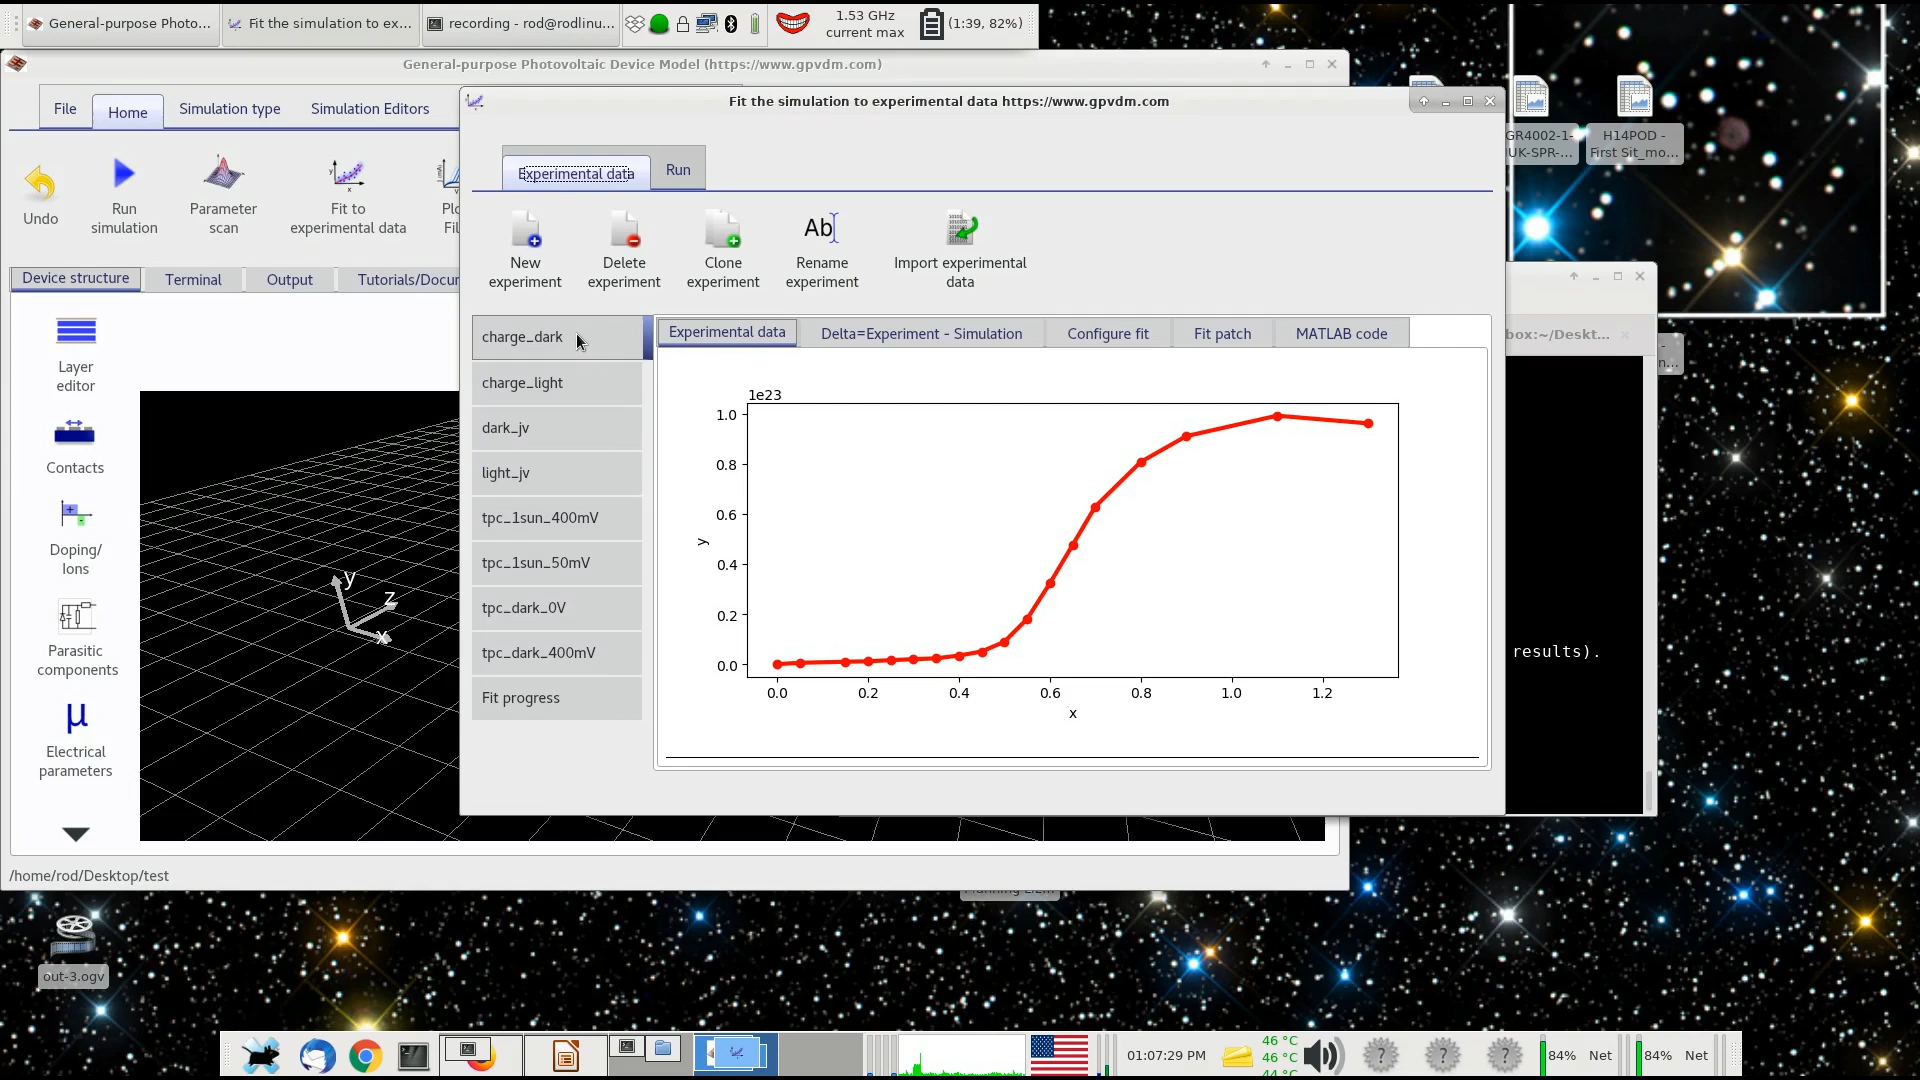 General-purpose Photo...
Fit the simulation to ex...
recording - rod@rodlinu...
1.53 GHz
current max
(1:39, 82%)
General-purpose Photovoltaic Device Model (https://www.gpvdm.com)
File
Home
Simulation type
Simulation Editors
Undo
Run
simulation
Parameter
scan
Fit to
experimental data
Plo
Fil
Device structure
Terminal
Output
Tutorials/Docur
Layer
editor
Contacts
Doping/
Ions
Parasitic
components
μ
Electrical
parameters
y
z
x
/home/rod/Desktop/test
Fit the simulation to experimental data https://www.gpvdm.com
Experimental data
Run
New
experiment
Delete
experiment
Clone
experiment
Ab
Rename
experiment
Import experimental
data
charge_dark
charge_light
dark_jv
light_jv
tpc_1sun_400mV
tpc_1sun_50mV
tpc_dark_0V
tpc_dark_400mV
Fit progress
Experimental data
Delta=Experiment - Simulation
Configure fit
Fit patch
MATLAB code
1e23
1.0
0.8
0.6
0.4
0.2
0.0
y
0.0
0.2
0.4
0.6
0.8
1.0
1.2
x
GR4002-1-
UK-SPR-...
H14POD -
First Sit_mo...
box:~/Deskt...
n...
results).
out-3.ogv
01:07:29 PM
46 °C
46 °C
44 °C
84%
Net
84%
Net